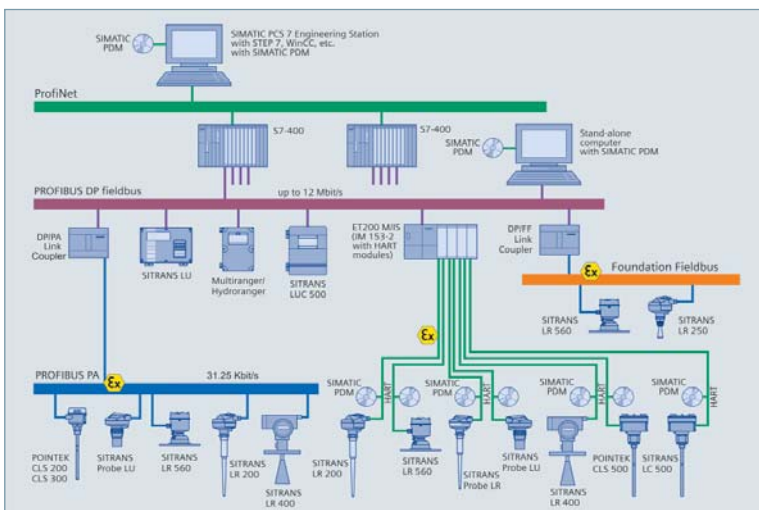 SIMATIC
PDM
SIMATIC PCS 7 Engineering Station
with STEP 7, WinCC, etc.
with SIMATIC PDM
ProfiNet
S7-400
S7-400
SIMATIC
PDM
Stand-alone
computer
with SIMATIC PDM
PROFIBUS DP fieldbus
up to 12 Mbit/s
DP/PA
Link
Coupler
SITRANS LU
Multiranger/
Hydroranger
SITRANS
LUC 500
ET200 M/IS
(IM 153-2
with HART
modules)
DP/FF
Link
Coupler
Ex
Foundation Fieldbus
SITRANS
LR 560
SITRANS
LR 250
Ex
PROFIBUS PA
Ex
31.25 Kbit/s
SIMATIC
PDM
HART
SIMATIC
PDM
HART
SIMATIC
PDM
HART
SIMATIC
PDM
HART
POINTEK
CLS 200
CLS 300
SITRANS
Probe LU
SITRANS
LR 560
SITRANS
LR 200
SITRANS
LR 400
SITRANS
LR 200
SITRANS
LR 560
SITRANS
Probe LR
SITRANS
Probe LU
SITRANS
LR 400
POINTEK
CLS 500
SITRANS
LC 500